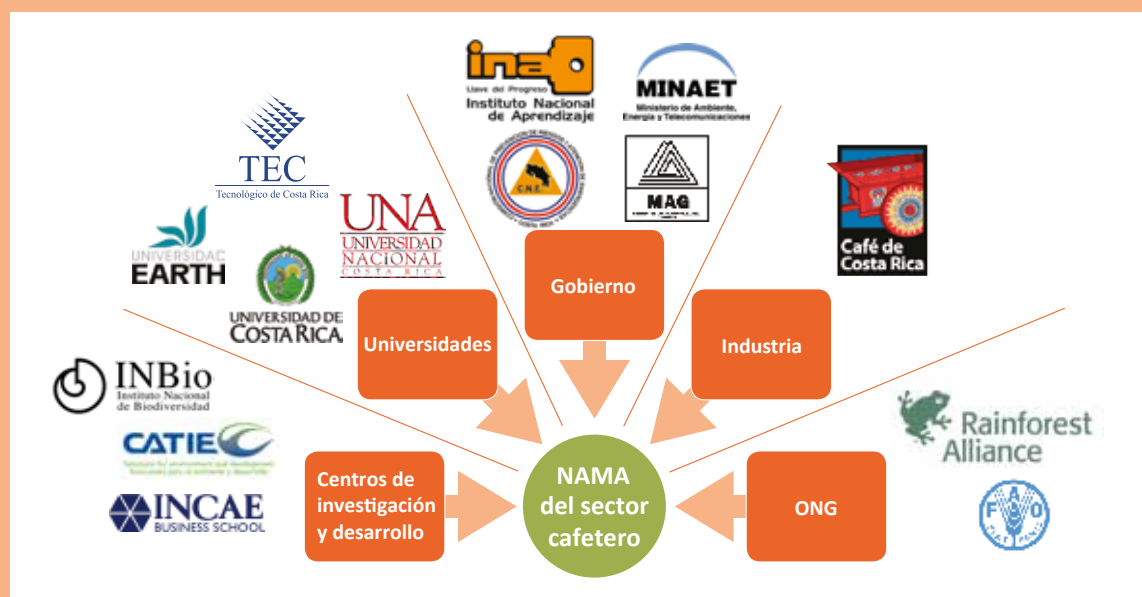 ina
Llave del Progreso
Instituto Nacional
de Aprendizaje
MINAET
Ministerio de Ambiente,
Energía y Telecomunicaciones
C.N.E.
MAG
TEC
Tecnológico de Costa Rica
UNA
UNIVERSIDAD
NACIONAL
COSTA RICA
UNIVERSIDAD
EARTH
UNIVERSIDAD DE
COSTA RICA
Café de
Costa Rica
Gobierno
Universidades
Industria
INBio
Instituto Nacional
de Biodiversidad
CATIE
INCAE
BUSINESS SCHOOL
Centros de
investigación
y desarrollo
NAMA
del sector
cafetero
ONG
Rainforest
Alliance
F A O